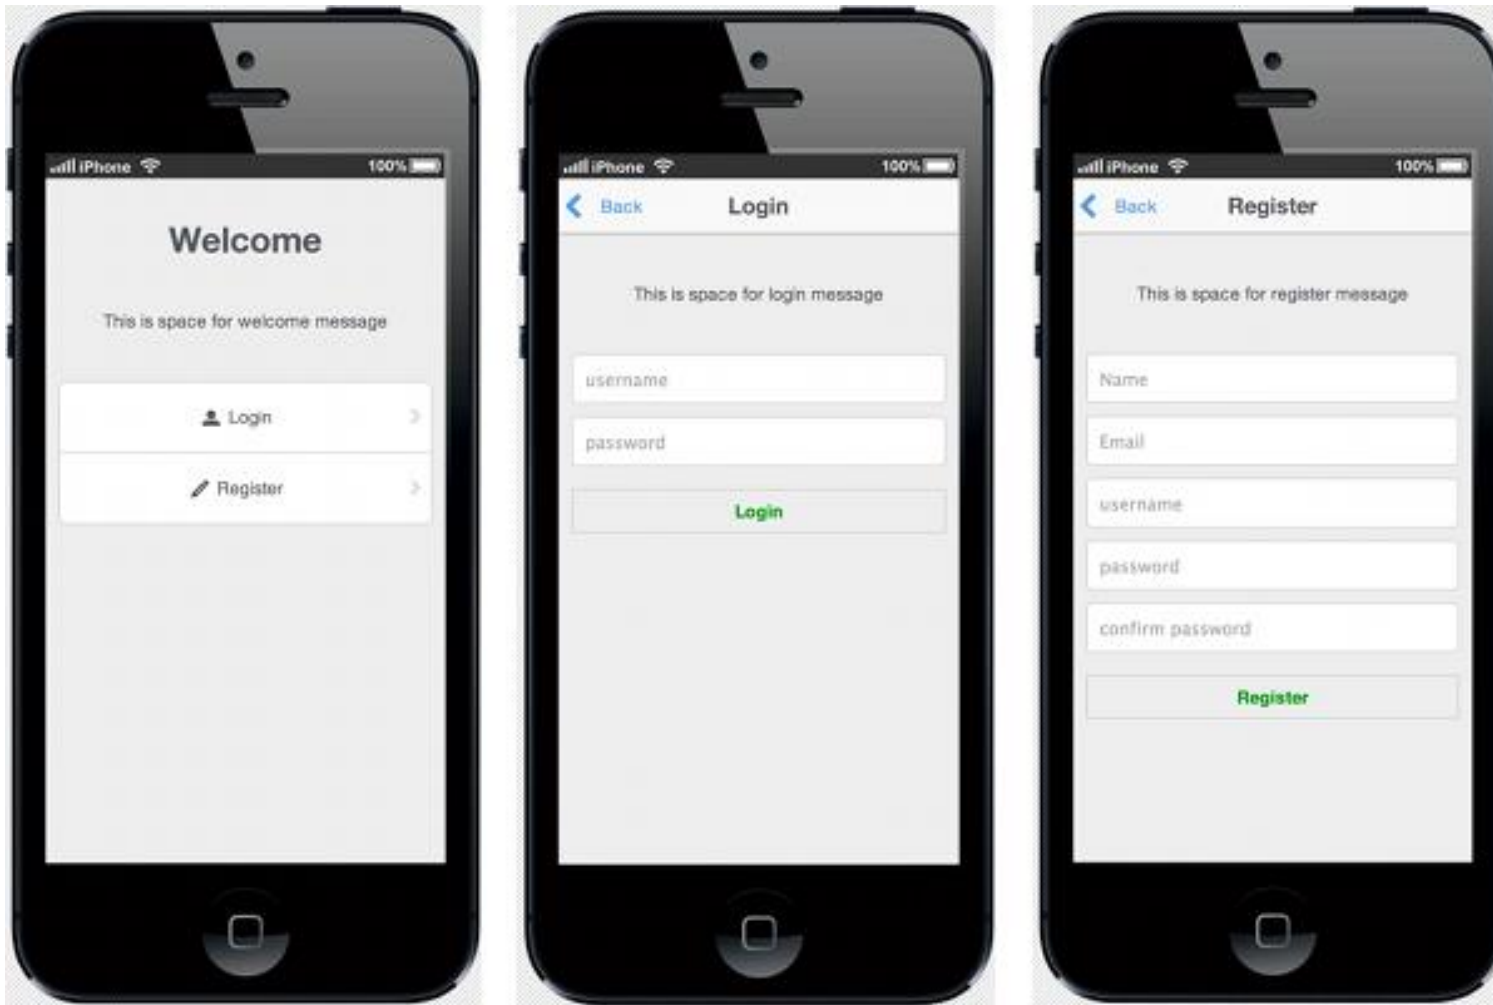 iPhone 100%
Welcome
This is space for welcome message
Login
Register
iPhone 100%
Back Login
This is space for login message
username
password
Login
iPhone 100%
Back Register
This is space for register message
Name
Email
username
password
confirm password
Register